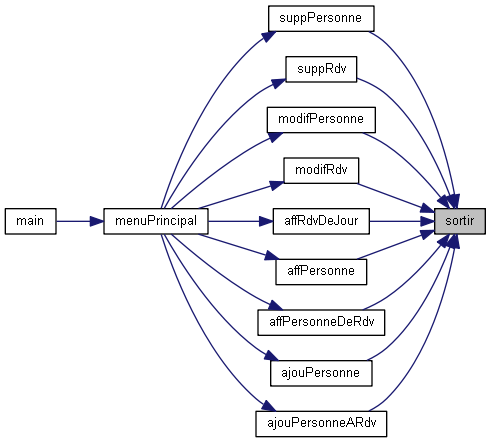 suppPersonne
suppRdv
modifPersonne
modifRdv
main
menuPrincipal
affRdvDeJour
sortir
affPersonne
affPersonneDeRdv
ajouPersonne
ajouPersonneARdv